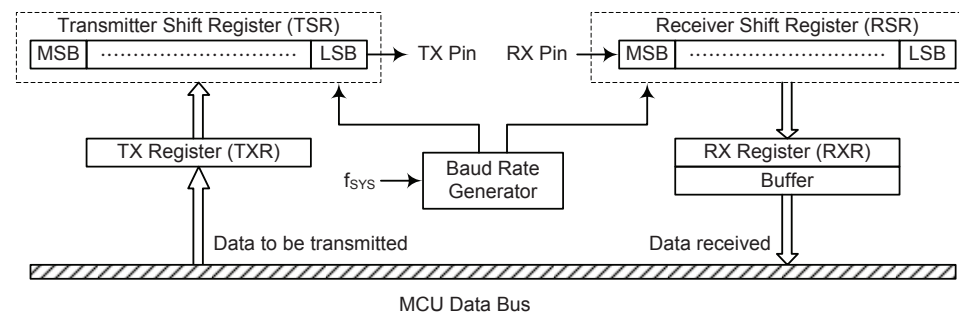 Transmitter Shift Register (TSR)
MSB ................................ LSB
TX Pin
RX Pin
Receiver Shift Register (RSR)
MSB ................................ LSB
TX Register (TXR)
fSYS
Baud Rate
Generator
RX Register (RXR)
Buffer
Data to be transmitted
Data received
MCU Data Bus